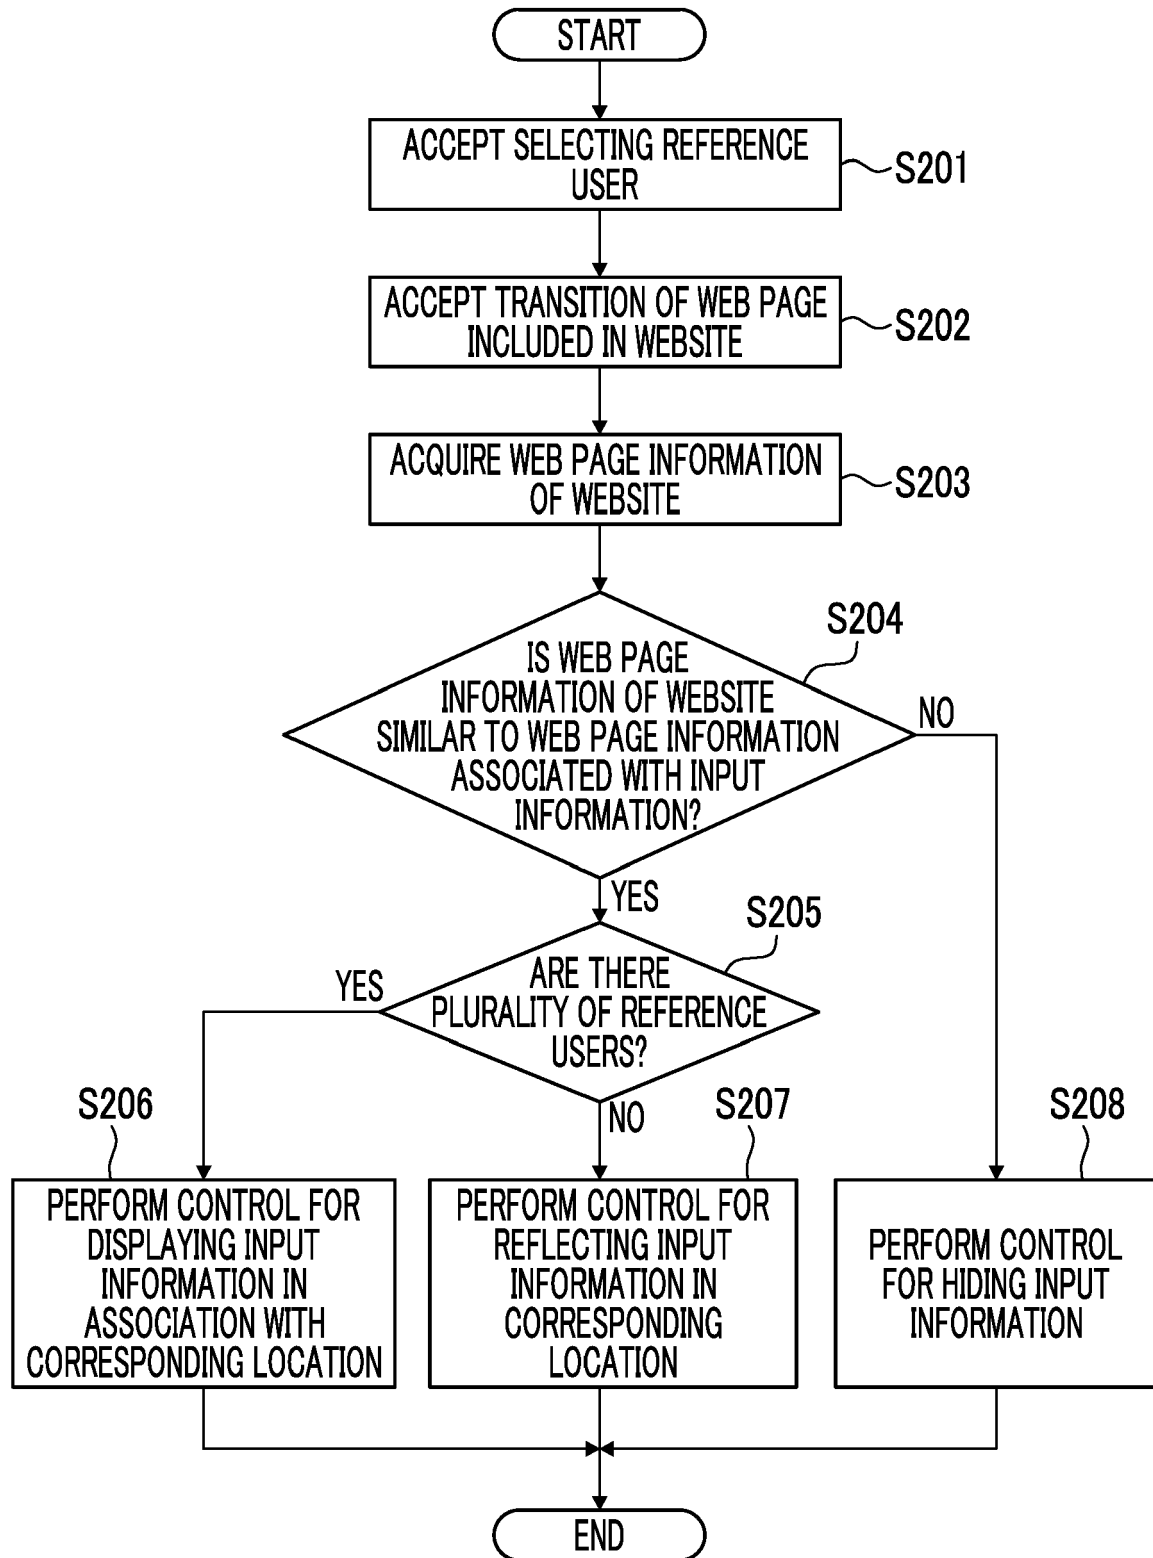 START
ACCEPT SELECTING REFERENCE
USER
S201
ACCEPT TRANSITION OF WEB PAGE
INCLUDED IN WEBSITE
S202
ACQUIRE WEB PAGE INFORMATION
OF WEBSITE
S203
S204
IS WEB PAGE
INFORMATION OF WEBSITE
SIMILAR TO WEB PAGE INFORMATION
ASSOCIATED WITH INPUT
INFORMATION?
NO
YES
S205
ARE THERE
PLURALITY OF REFERENCE
USERS?
YES
NO
S206
PERFORM CONTROL FOR
DISPLAYING INPUT
INFORMATION IN
ASSOCIATION WITH
CORRESPONDING LOCATION
S207
PERFORM CONTROL FOR
REFLECTING INPUT
INFORMATION IN
CORRESPONDING
LOCATION
S208
PERFORM CONTROL
FOR HIDING INPUT
INFORMATION
END